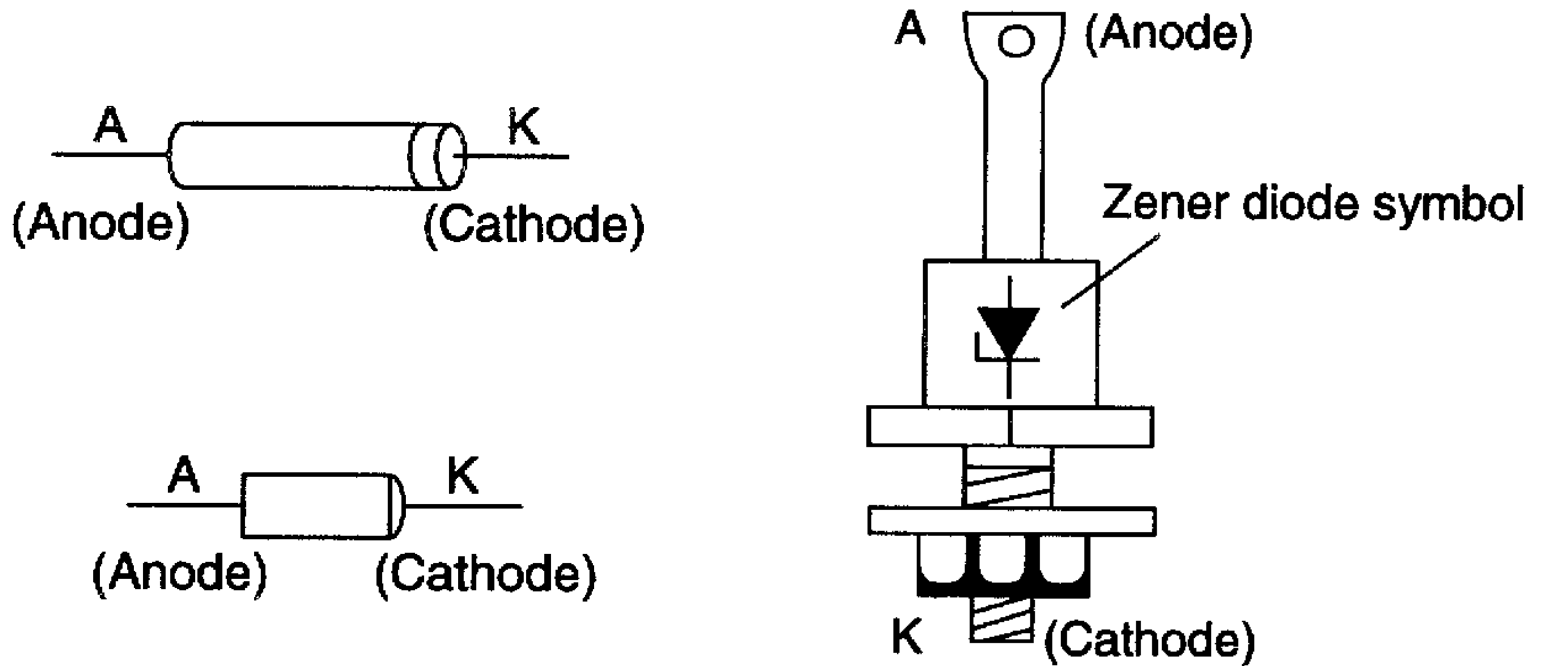 A K
(Anode) (Cathode)
A K
(Anode) (Cathode)
A (Anode)
Zener diode symbol
K (Cathode)